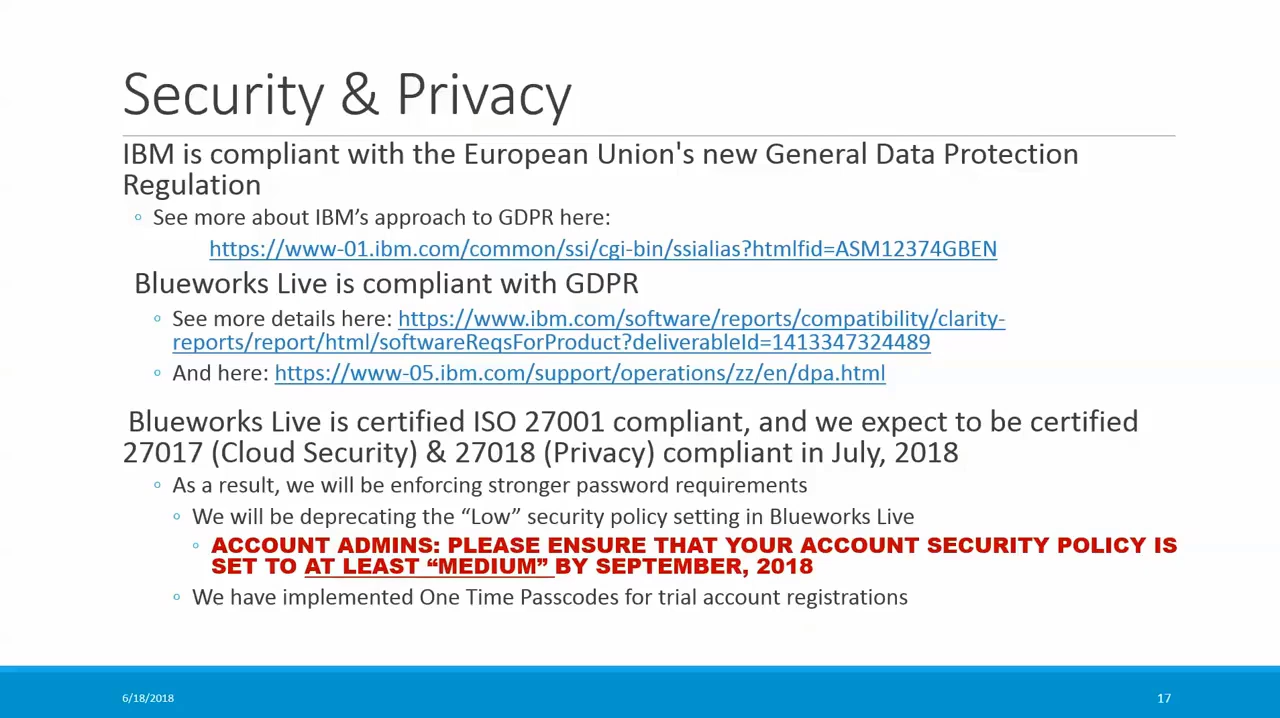 Security & Privacy
IBM is compliant with the European Union's new General Data Protection
Regulation
◦ See more about IBM’s approach to GDPR here:
https://www-01.ibm.com/common/ssi/cgi-bin/ssialias?htmlfid=ASM12374GBEN
Blueworks Live is compliant with GDPR
◦ See more details here: https://www.ibm.com/software/reports/compatibility/clarity-
reports/report/html/softwareReqsForProduct?deliverableId=1413347324489
◦ And here: https://www-05.ibm.com/support/operations/zz/en/dpa.html
Blueworks Live is certified ISO 27001 compliant, and we expect to be certified
27017 (Cloud Security) & 27018 (Privacy) compliant in July, 2018
◦ As a result, we will be enforcing stronger password requirements
◦ We will be deprecating the “Low” security policy setting in Blueworks Live
◦ ACCOUNT ADMINS: PLEASE ENSURE THAT YOUR ACCOUNT SECURITY POLICY IS
SET TO AT LEAST “MEDIUM” BY SEPTEMBER, 2018
◦ We have implemented One Time Passcodes for trial account registrations
6/18/2018
17